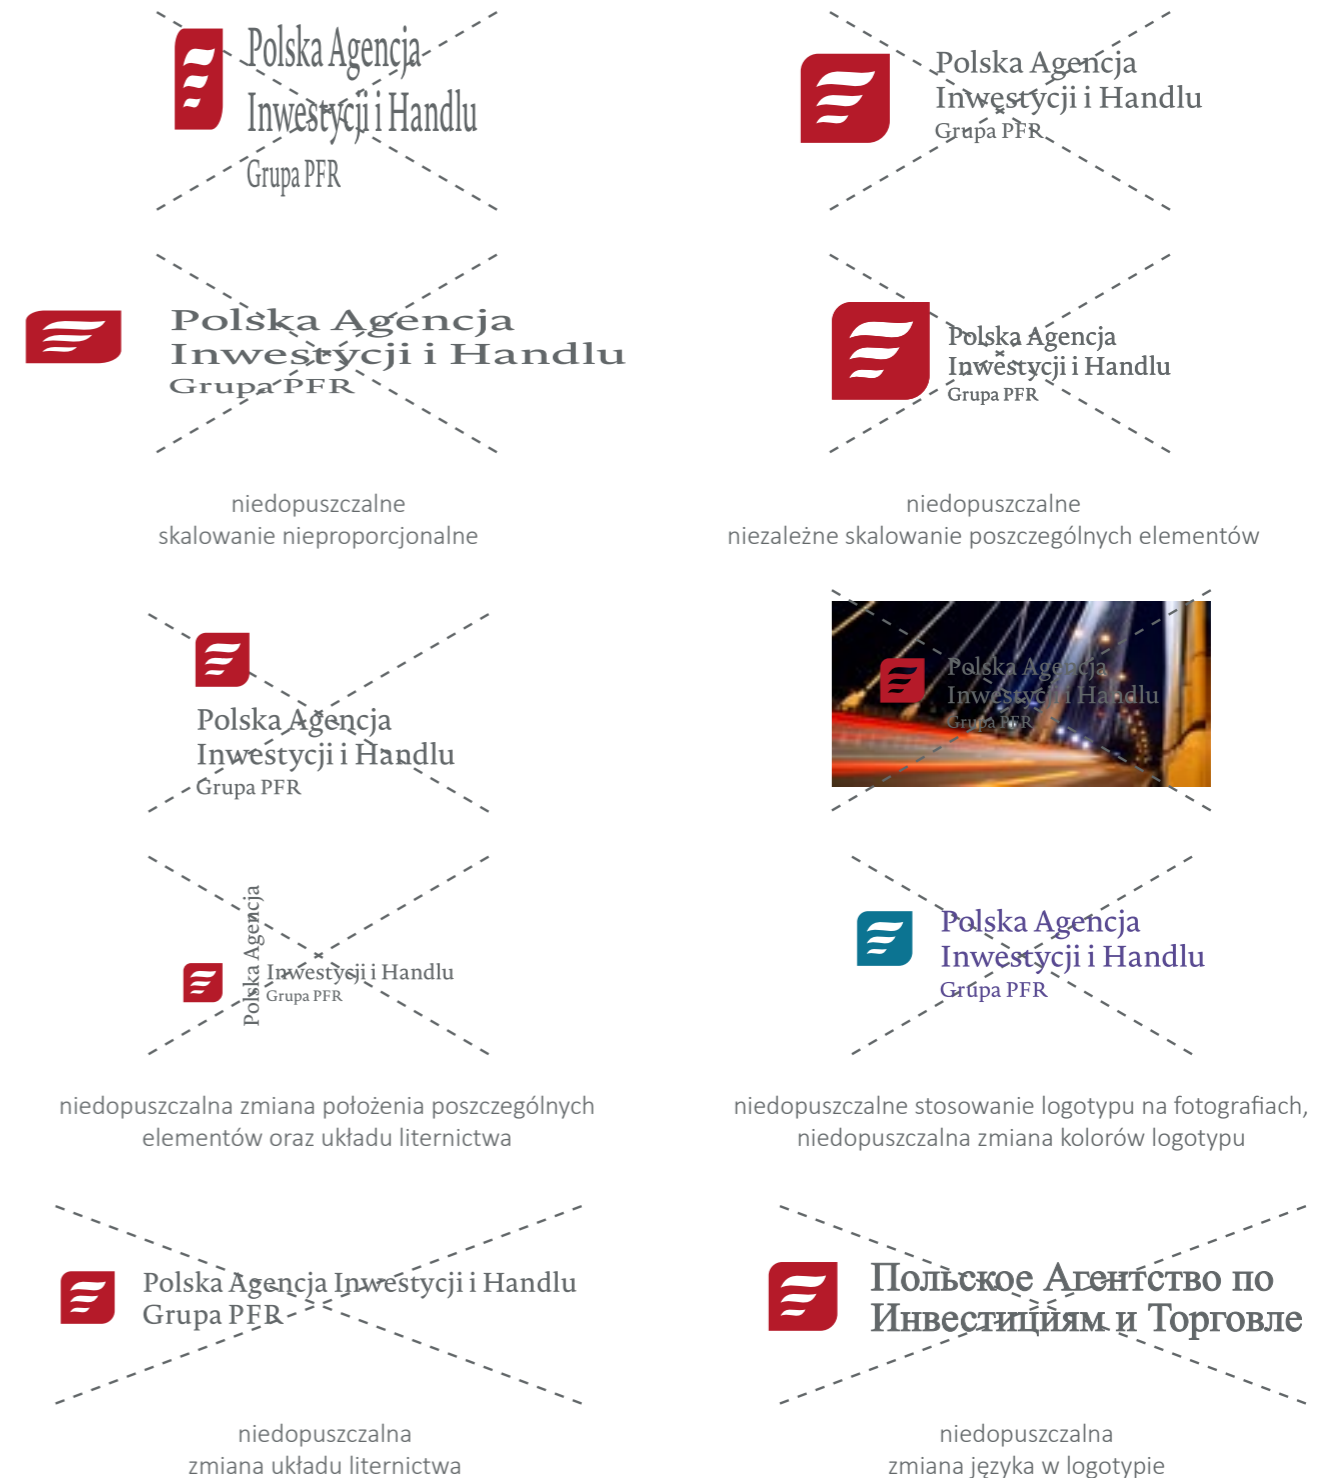 Polska Agencja
Inwestycji i Handlu
Grupa PFR
Polska Agencja
Inwestycji i Handlu
Grupa PFR
Polska Agencja
Inwestycji i Handlu
Grupa PFR
Polska Agencja
Inwestycji i Handlu
Grupa PFR
niedopuszczalne
skalowanie nieproporcjonalne
niedopuszczalne
niezależne skalowanie poszczególnych elementów
Polska Agencja
Inwestycji i Handlu
Grupa PFR
Polska Agencja
Inwestycji i Handlu
Grupa PFR
Polska Agencja
Inwestycji i Handlu
Grupa PFR
Polska Agencja
Inwestycji i Handlu
Grupa PFR
niedopuszczalna zmiana położenia poszczególnych
elementów oraz układu liternictwa
niedopuszczalne stosowanie logotypu na fotografiach,
niedopuszczalna zmiana kolorów logotypu
Polska Agencja Inwestycji i Handlu
Grupa PFR
Польское Агентство по
Инвестициям и Торговле
niedopuszczalna
zmiana układu liternictwa
niedopuszczalna
zmiana języka w logotypie